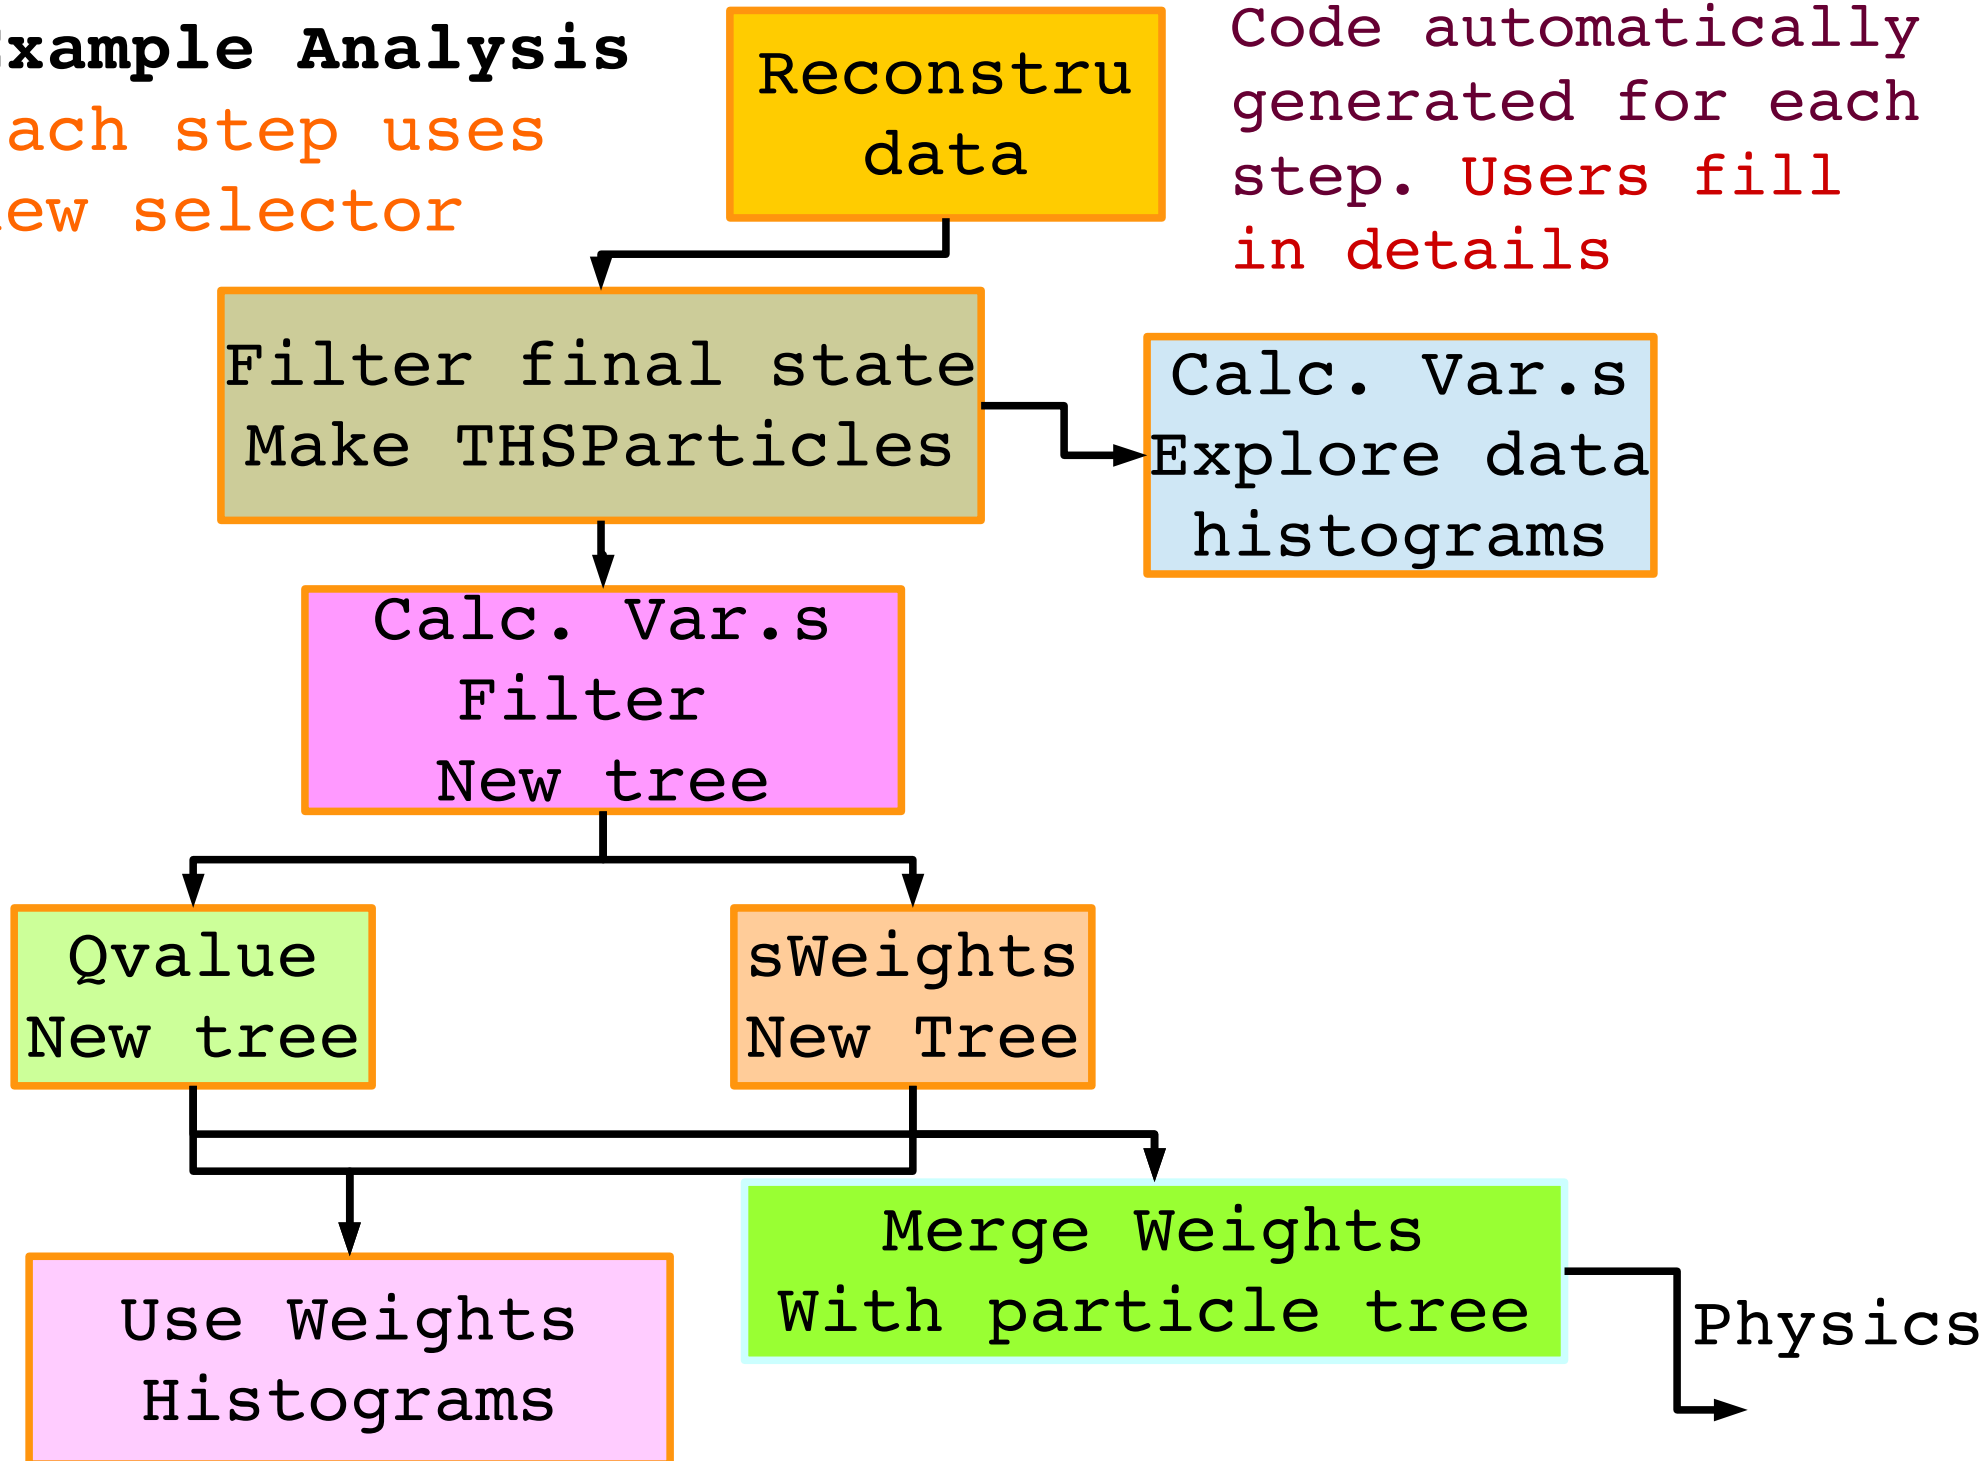 Example Analysis
ach step uses
ew selector
Reconstru
data
Code automatically
generated for each
step. Users fill
in details
Filter final state
Make THSParticles
Calc. Var.s
Explore data
histograms
Calc. Var.s
Filter
New tree
Qvalue
New tree
sWeights
New Tree
Merge Weights
With particle tree
Physics
Use Weights
Histograms